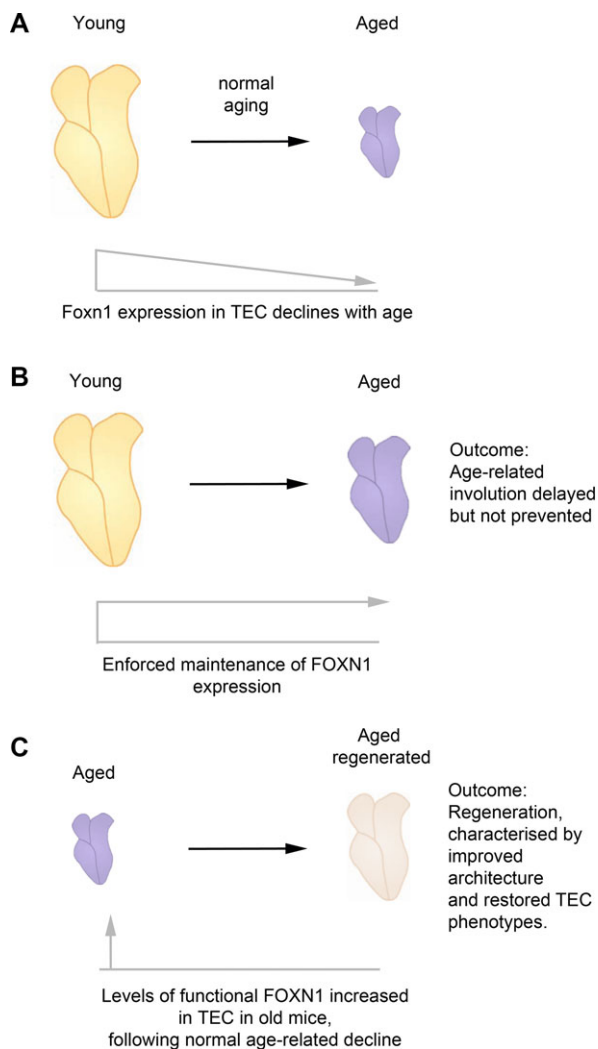 A
Young
Aged
normal
aging
Foxn1 expression in TEC declines with age
B
Young
Aged
Outcome:
Age-related
involution delayed
but not prevented
Enforced maintenance of FOXN1
expression
C
Aged
Aged
regenerated
Outcome:
Regeneration,
characterised by
improved
architecture
and restored TEC
phenotypes.
Levels of functional FOXN1 increased
in TEC in old mice,
following normal age-related decline